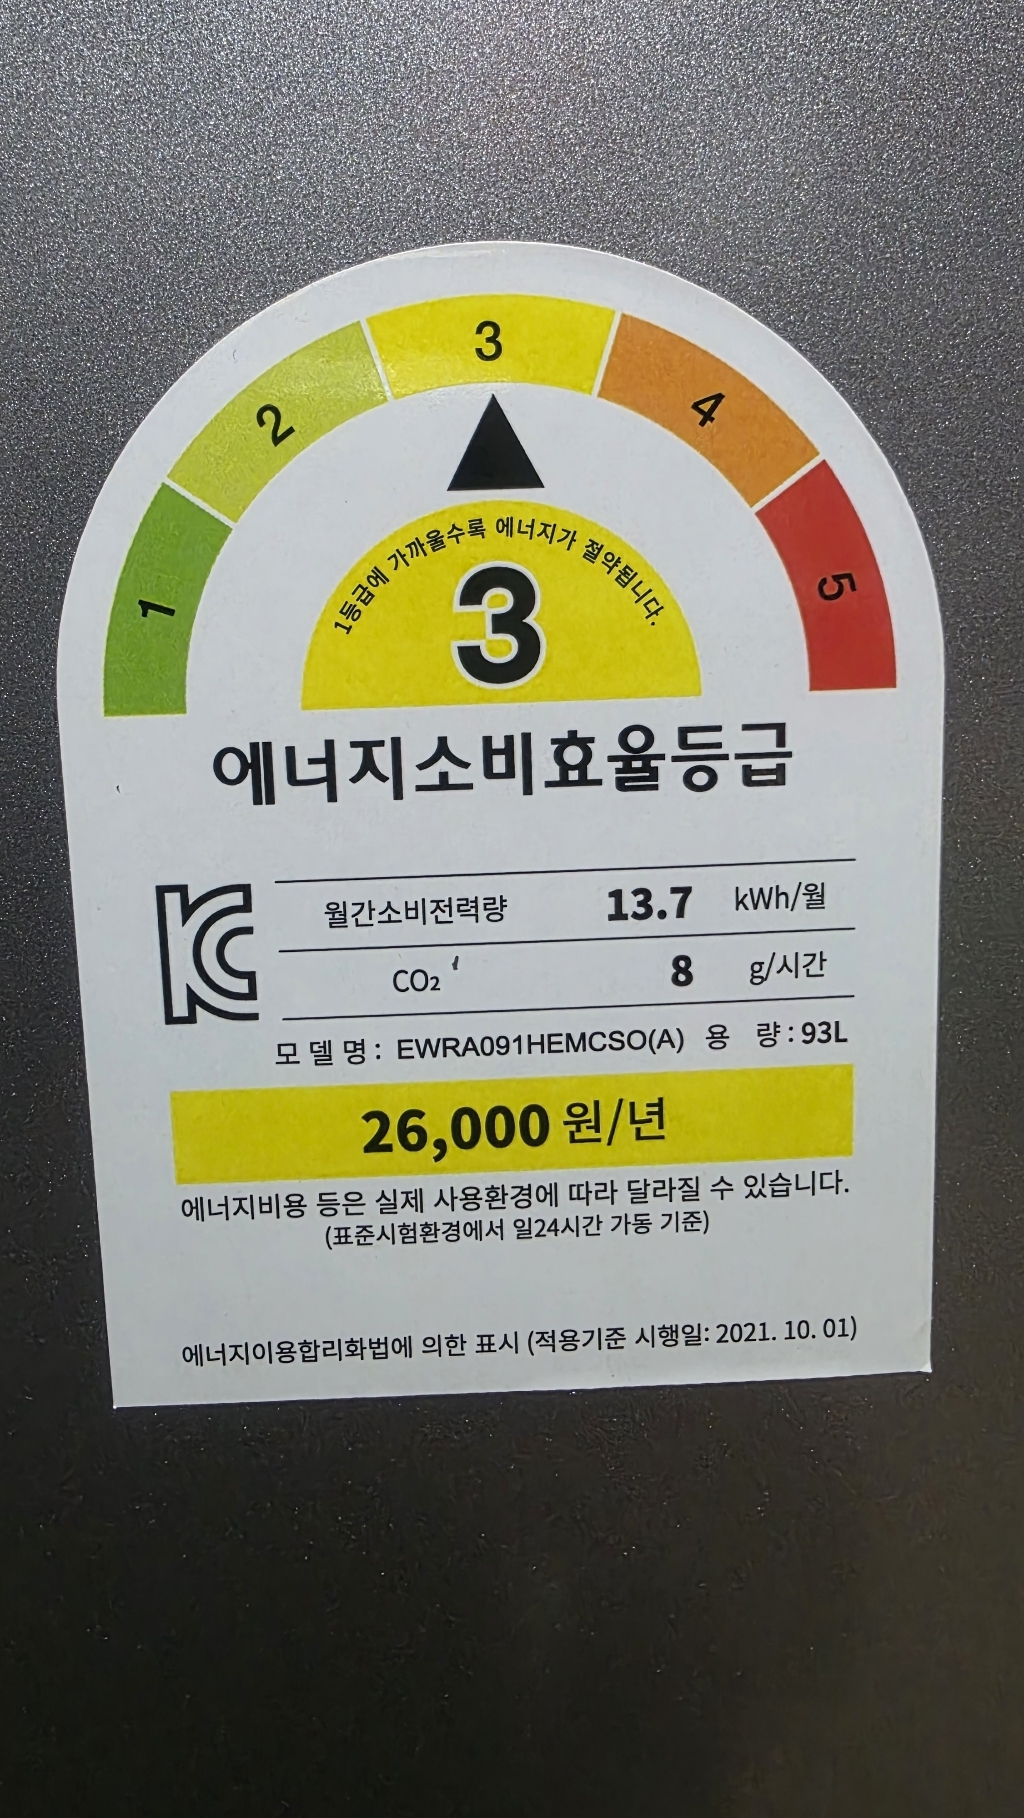 1 2 3 4 5
1등급에 가까울수록 에너지가 절약됩니다.
3
에너지소비효율등급
KC
월간소비전력량 13.7 kWh/월
CO₂ 8 g/시간
모 델 명 : EWRA091HEMCSO(A) 용 량 : 93L
26,000 원/년
에너지비용 등은 실제 사용환경에 따라 달라질 수 있습니다.
(표준시험환경에서 일24시간 가동 기준)
에너지이용합리화법에 의한 표시 (적용기준 시행일: 2021. 10. 01)